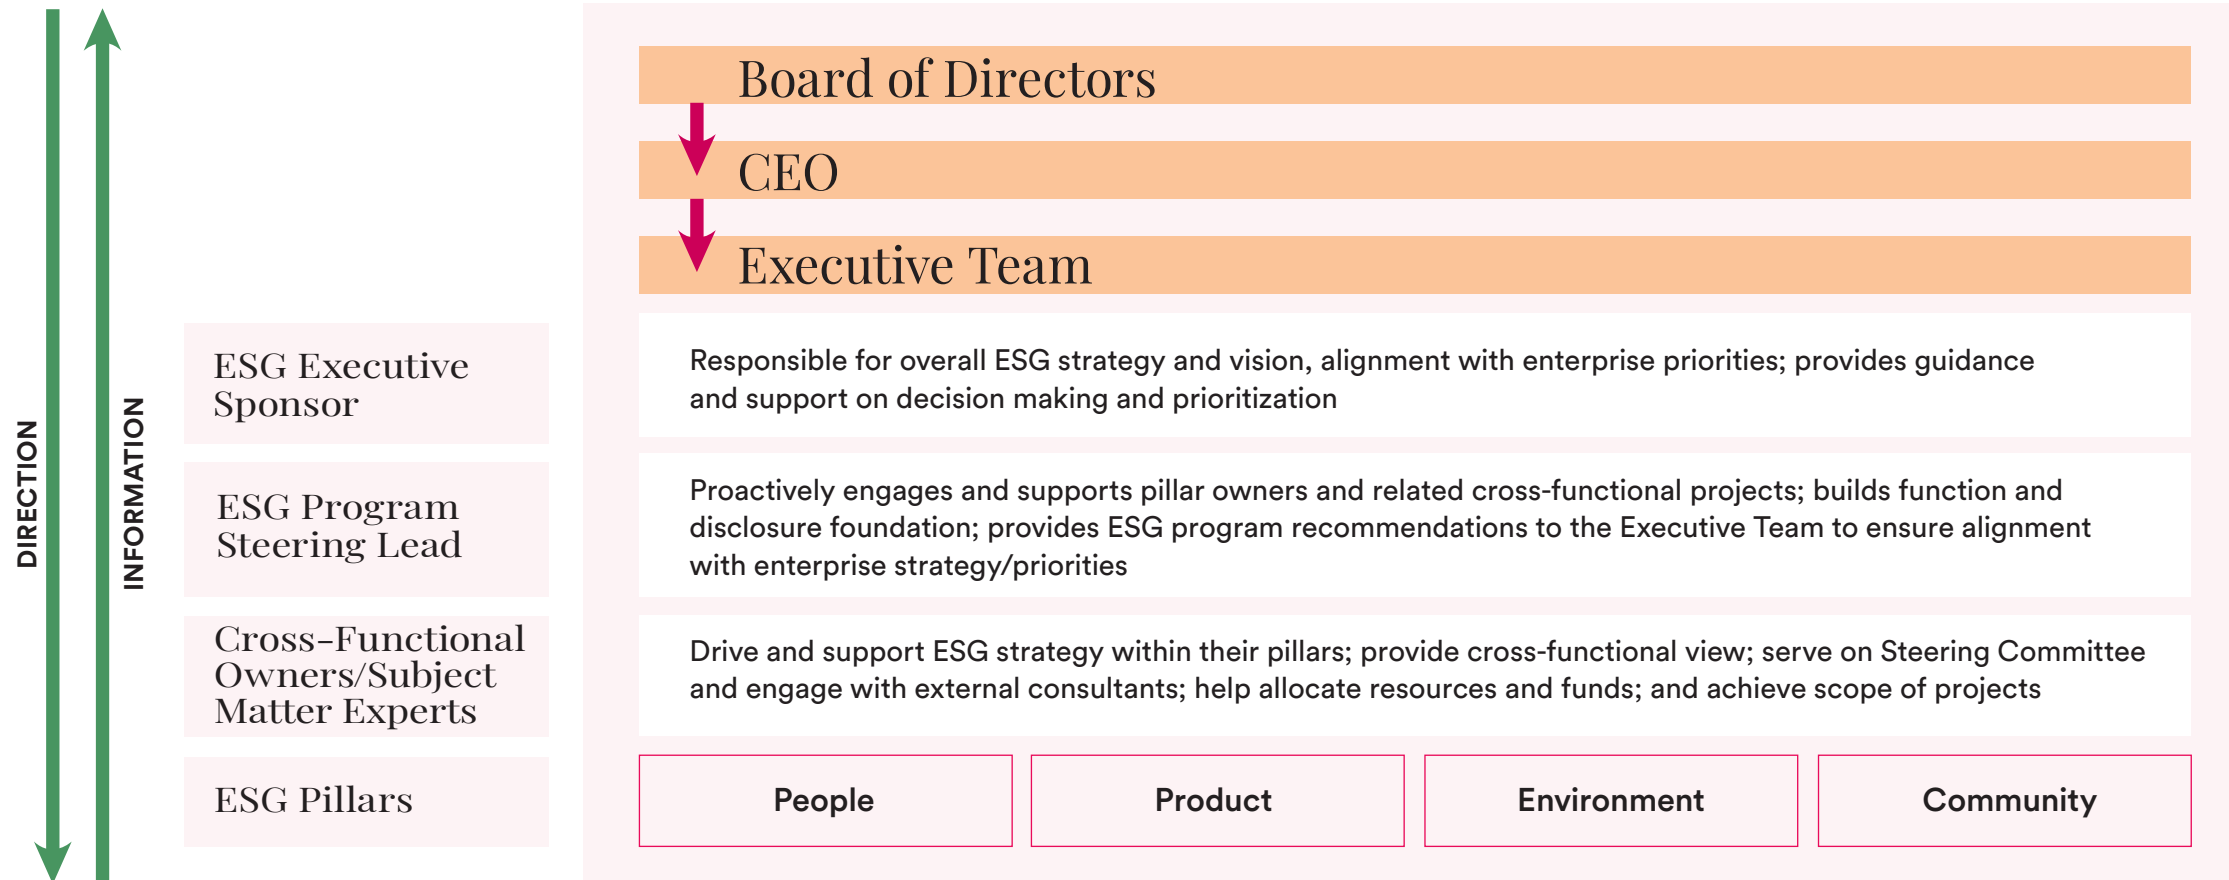 DIRECTION
INFORMATION
Board of Directors
CEO
Executive Team
ESG Executive
Sponsor
Responsible for overall ESG strategy and vision, alignment with enterprise priorities; provides guidance
and support on decision making and prioritization
ESG Program
Steering Lead
Proactively engages and supports pillar owners and related cross-functional projects; builds function and
disclosure foundation; provides ESG program recommendations to the Executive Team to ensure alignment
with enterprise strategy/priorities
Cross-Functional
Owners/Subject
Matter Experts
Drive and support ESG strategy within their pillars; provide cross-functional view; serve on Steering Committee
and engage with external consultants; help allocate resources and funds; and achieve scope of projects
ESG Pillars
People
Product
Environment
Community